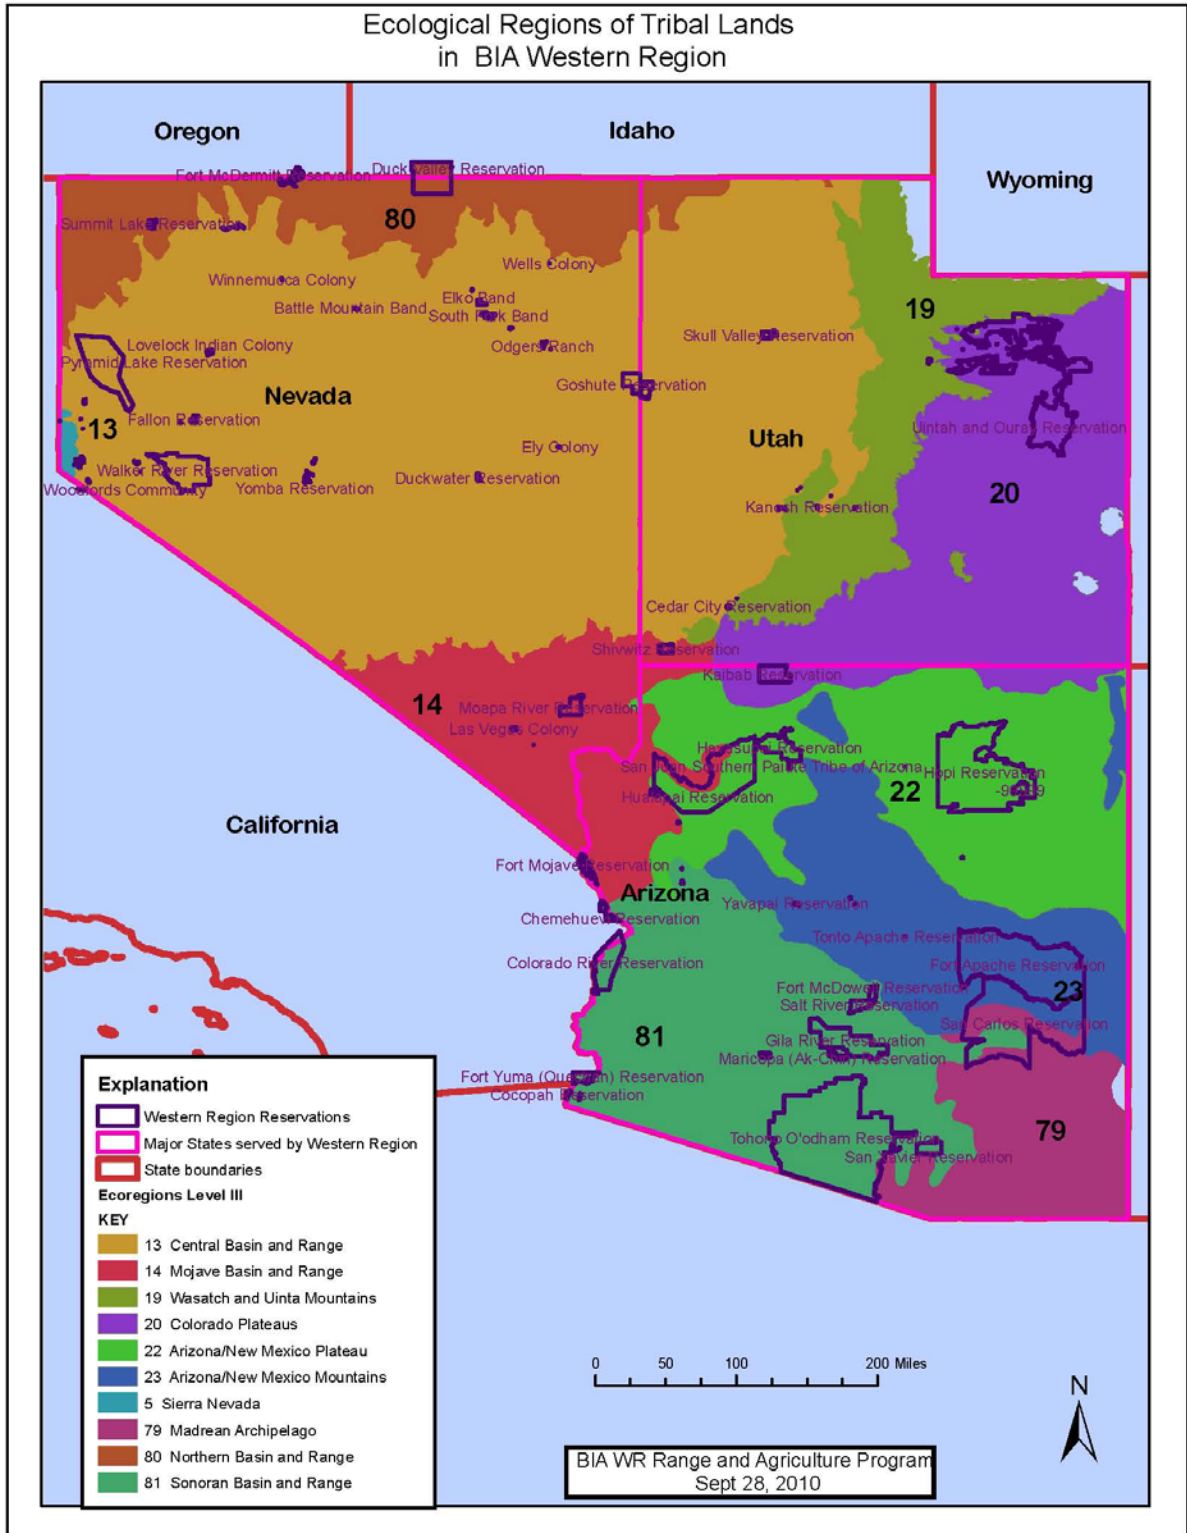 Ecological Regions of Tribal Lands
in BIA Western Region
Oregon
Idaho
Wyoming
Fort McDermitt Reservation
Duck Valley Reservation
80
Summit Lake Reservation
Wells Colony
Winnemucca Colony
Elko Band
Battle Mountain Band
South Fork Band
19
Skull Valley Reservation
Lovelock Indian Colony
Odgers Ranch
Pyramid Lake Reservation
Goshute Reservation
Nevada
Fallon Reservation
13
Uintah and Ouray Reservation
Utah
Ely Colony
Walker River Reservation
Duckwater Reservation
Woodfords Community
Yomba Reservation
20
Kanosh Reservation
Cedar City Reservation
Shivwitz Reservation
Kaibab Reservation
14
Moapa River Reservation
Las Vegas Colony
Havasupai Reservation
San Juan Southern Paiute Tribe of Arizona
Hopi Reservation
22
Hualapai Reservation
California
Fort Mojave Reservation
Arizona
Yavapai Reservation
Chemehuevi Reservation
Tonto Apache Reservation
Colorado River Reservation
Fort Apache Reservation
Fort McDowell Reservation
23
Salt River Reservation
San Carlos Reservation
81
Gila River Reservation
Maricopa (Ak-Chin) Reservation
Fort Yuma (Quechan) Reservation
Cocopah Reservation
79
Tohono O'odham Reservation
San Xavier Reservation
Explanation
Western Region Reservations
Major States served by Western Region
State boundaries
Ecoregions Level III
KEY
13 Central Basin and Range
14 Mojave Basin and Range
19 Wasatch and Uinta Mountains
20 Colorado Plateaus
22 Arizona/New Mexico Plateau
23 Arizona/New Mexico Mountains
5 Sierra Nevada
79 Madrean Archipelago
80 Northern Basin and Range
81 Sonoran Basin and Range
0 50 100 200 Miles
N
BIA WR Range and Agriculture Program
Sept 28, 2010